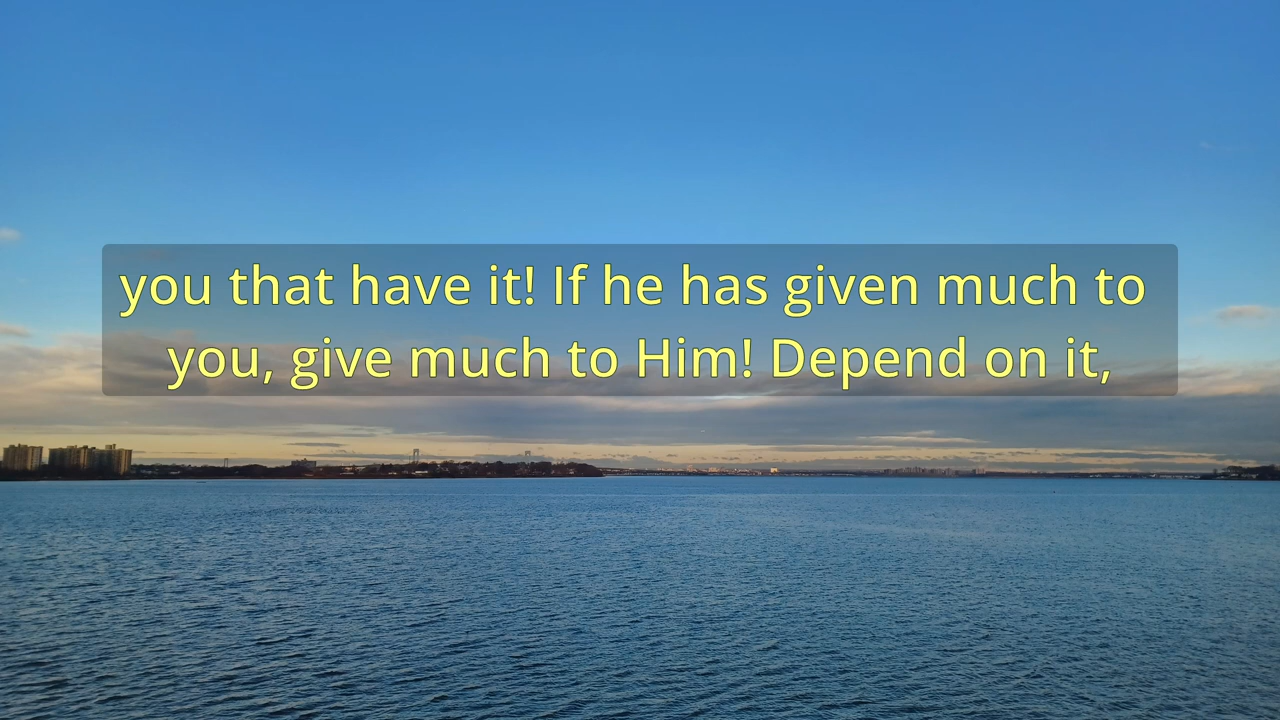 you that have it! If he has given much to
you, give much to Him! Depend on it,